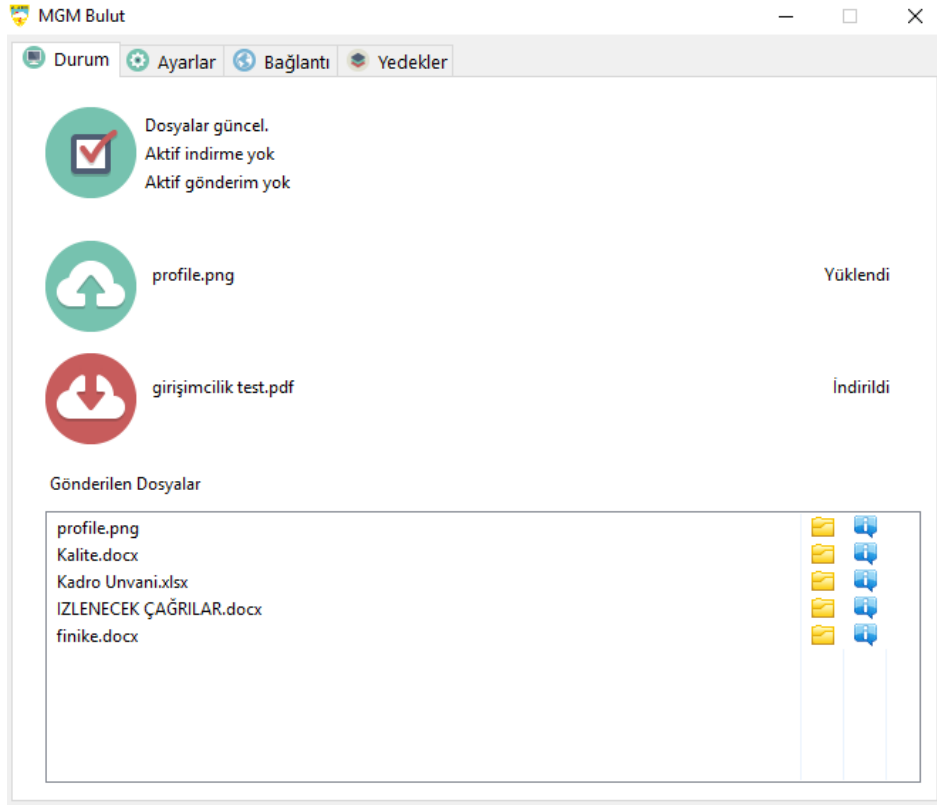 MGM Bulut
Durum Ayarlar Bağlantı Yedekler
Dosyalar güncel.
Aktif indirme yok
Aktif gönderim yok
profile.png Yüklendi
girişimcilik test.pdf İndirildi
Gönderilen Dosyalar
profile.png
Kalite.docx
Kadro Unvani.xlsx
IZLENECEK ÇAĞRILAR.docx
finike.docx